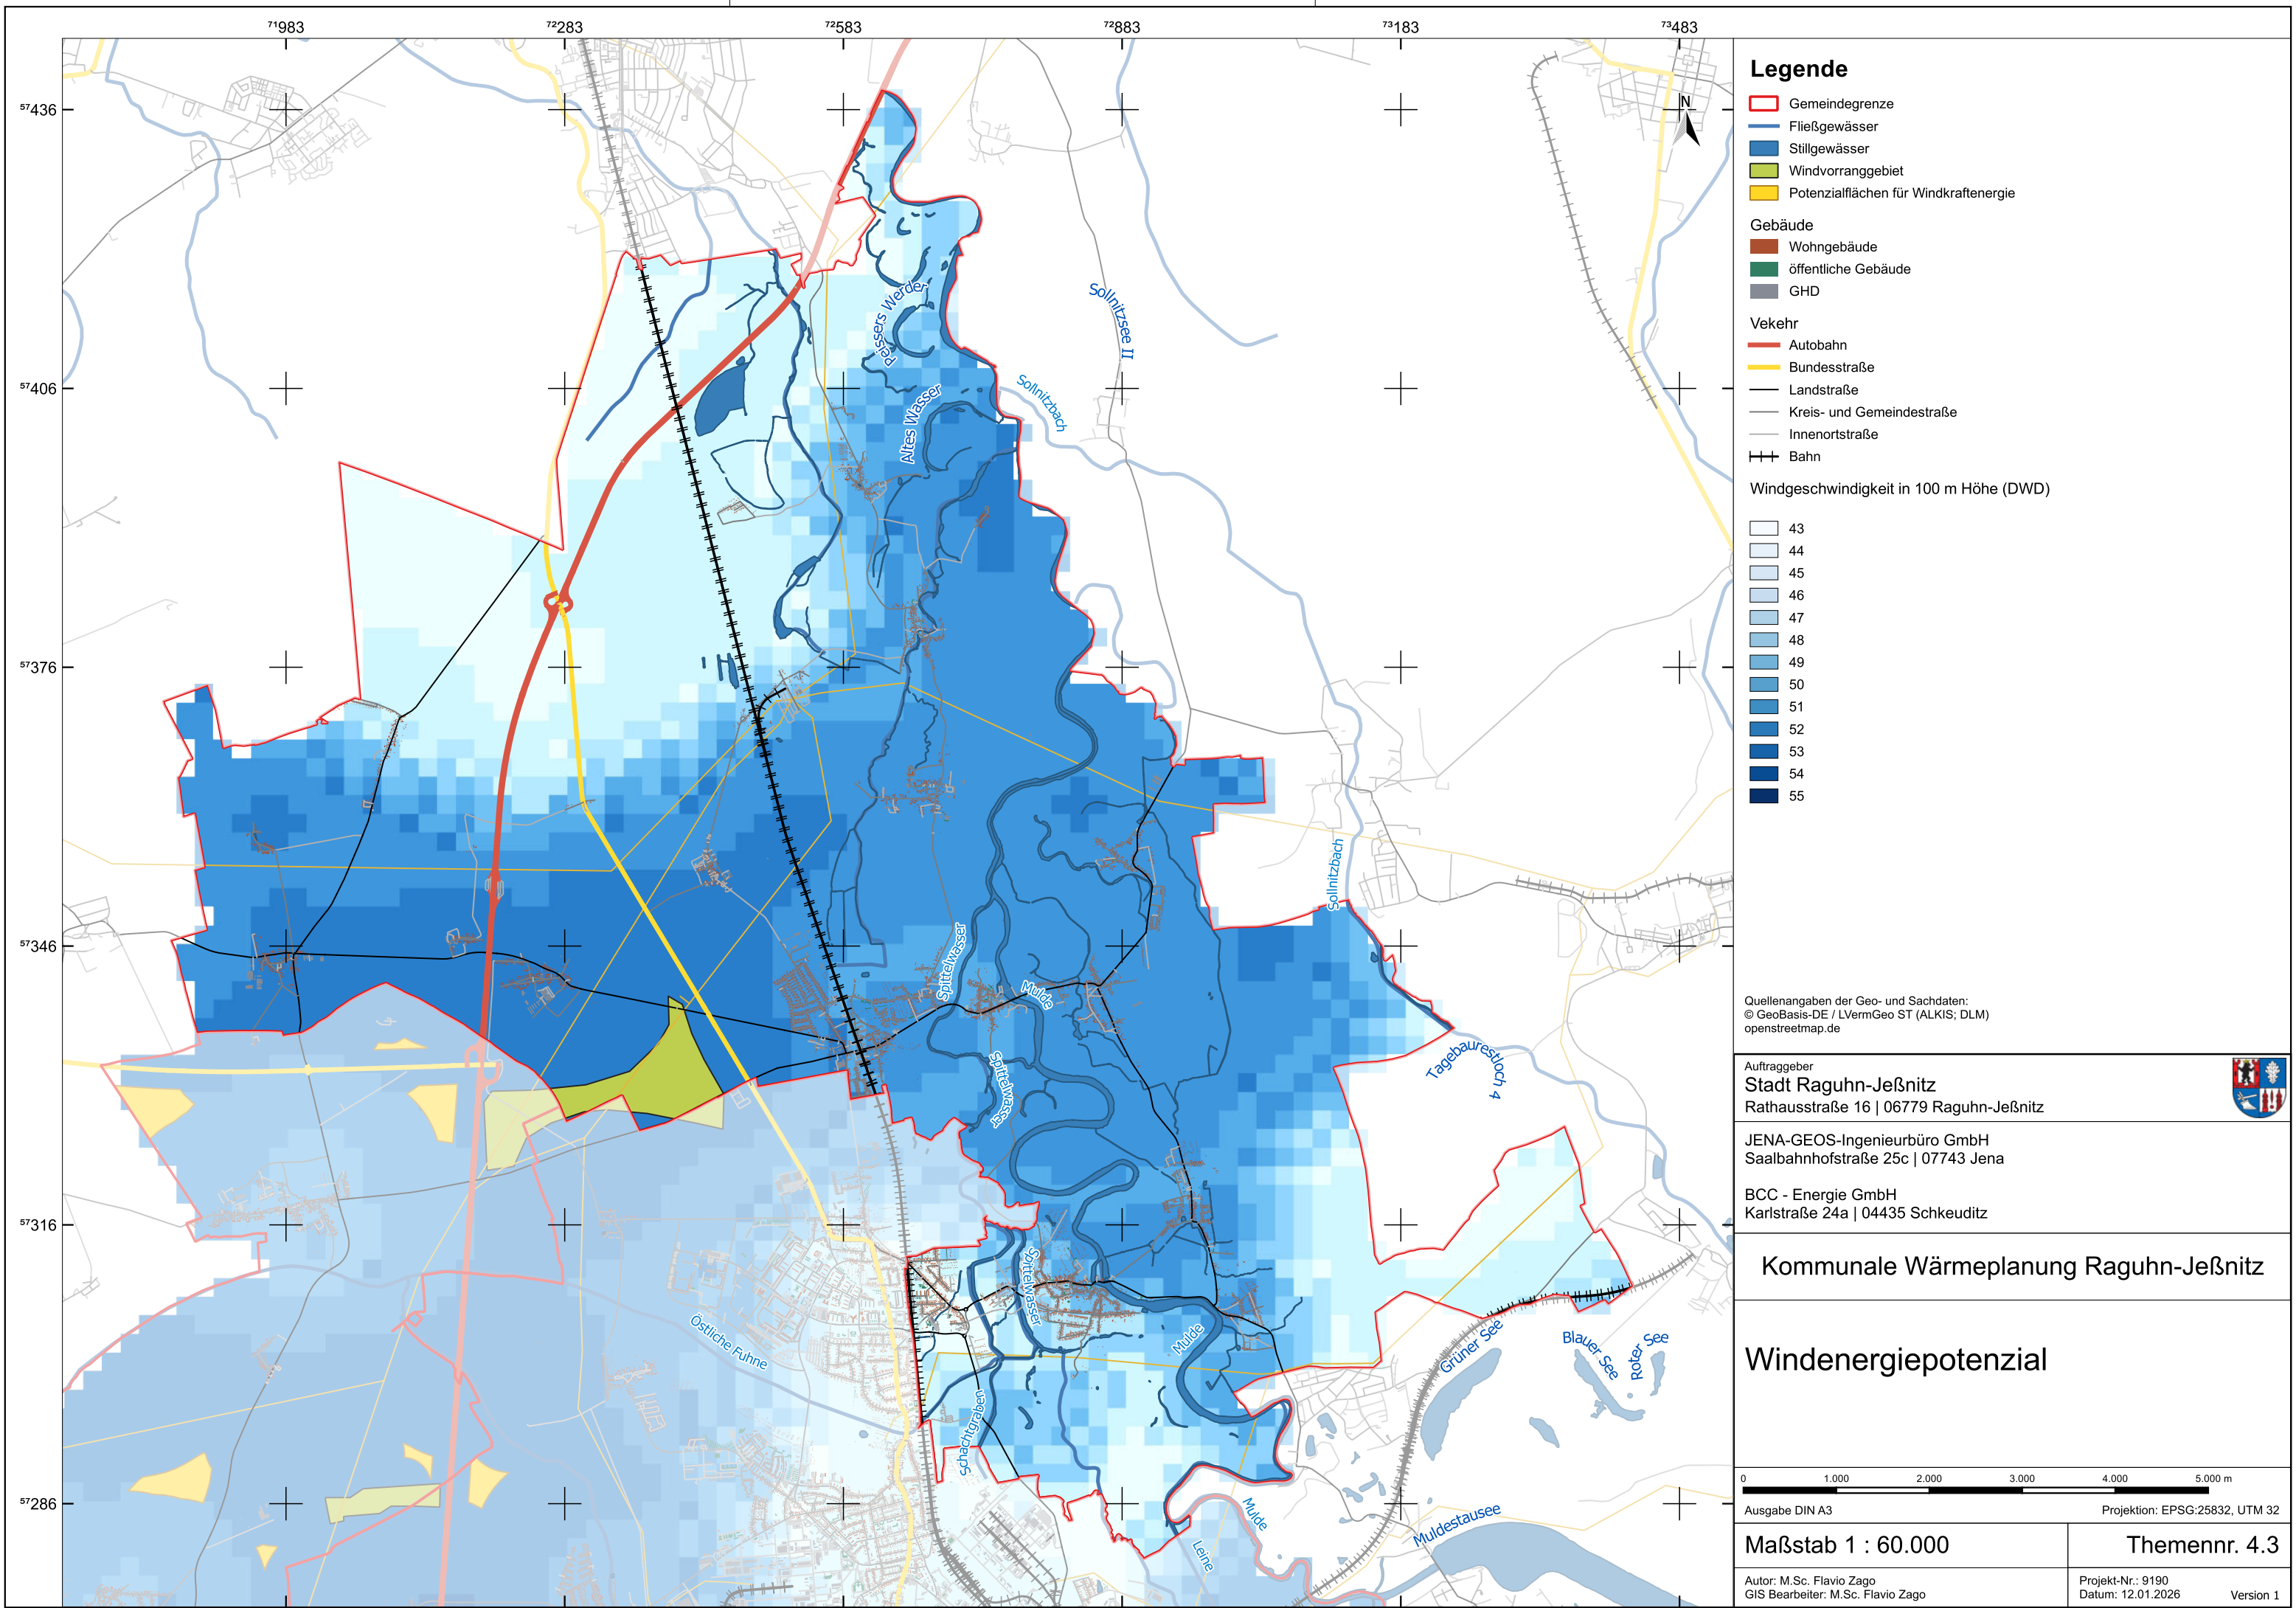 71983
72283
72583
72883
73183
73483
57436
57406
57376
57346
57316
57286
N
Peissers Werder
Sollnitzsee II
Sollnitzbach
Altes Wasser
Sollnitzbach
Spittelwasser
Mulde
Spittelwasser
Tagebaurestloch 4
Spittelwasser
Mulde
Östliche Fuhne
Schachtgraben
Grüner See
Blauer See
Roter See
Mulde
Muldestausee
Leine
Legende
Gemeindegrenze
Fließgewässer
Stillgewässer
Windvorranggebiet
Potenzialflächen für Windkraftenergie
Gebäude
Wohngebäude
öffentliche Gebäude
GHD
Vekehr
Autobahn
Bundesstraße
Landstraße
Kreis- und Gemeindestraße
Innenortstraße
Bahn
Windgeschwindigkeit in 100 m Höhe (DWD)
43
44
45
46
47
48
49
50
51
52
53
54
55
Quellenangaben der Geo- und Sachdaten:
© GeoBasis-DE / LVermGeo ST (ALKIS; DLM)
openstreetmap.de
Auftraggeber
Stadt Raguhn-Jeßnitz
Rathausstraße 16 | 06779 Raguhn-Jeßnitz
JENA-GEOS-Ingenieurbüro GmbH
Saalbahnhofstraße 25c | 07743 Jena
BCC - Energie GmbH
Karlstraße 24a | 04435 Schkeuditz
Kommunale Wärmeplanung Raguhn-Jeßnitz
Windenergiepotenzial
0 1.000 2.000 3.000 4.000 5.000 m
Ausgabe DIN A3 Projektion: EPSG:25832, UTM 32
Maßstab 1 : 60.000 Themennr. 4.3
Autor: M.Sc. Flavio Zago Projekt-Nr.: 9190
GIS Bearbeiter: M.Sc. Flavio Zago Datum: 12.01.2026 Version 1